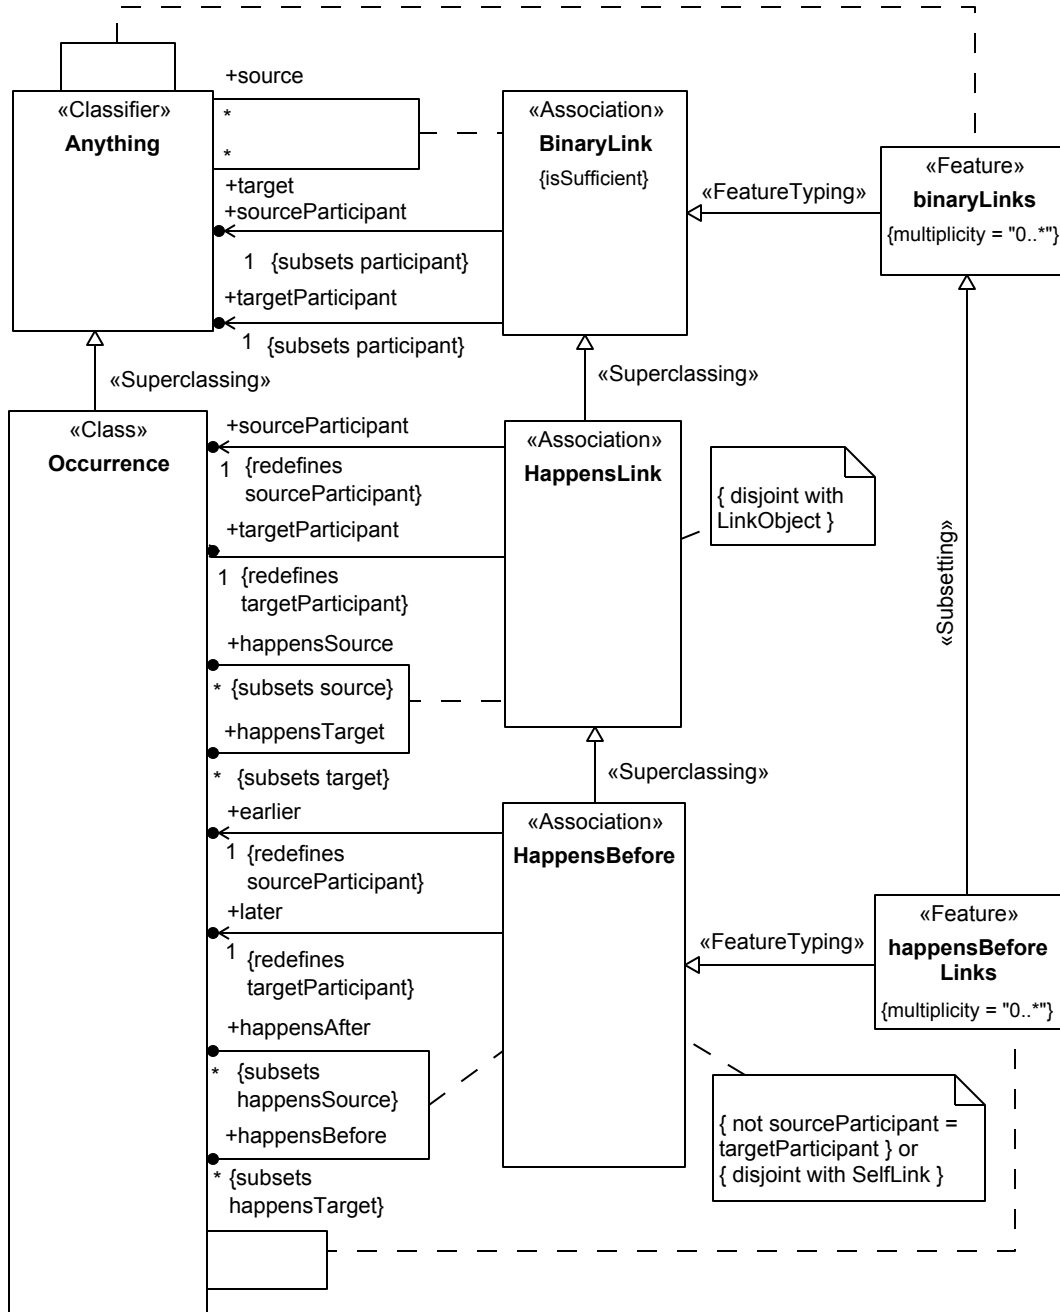 +source
«Classifier»
Anything
*
*
+target
«Association»
BinaryLink
{isSufficient}
«Feature»
binaryLinks
{multiplicity = "0..*"}
«FeatureTyping»
+sourceParticipant
1 {subsets participant}
+targetParticipant
1 {subsets participant}
«Superclassing»
«Superclassing»
«Class»
Occurrence
+sourceParticipant
1 {redefines
sourceParticipant}
+targetParticipant
1 {redefines
targetParticipant}
«Association»
HappensLink
{ disjoint with
LinkObject }
«Subsetting»
+happensSource
* {subsets source}
+happensTarget
* {subsets target}
«Superclassing»
+earlier
1 {redefines
sourceParticipant}
+later
1 {redefines
targetParticipant}
«Association»
HappensBefore
«FeatureTyping»
«Feature»
happensBefore
Links
{multiplicity = "0..*"}
+happensAfter
* {subsets
happensSource}
+happensBefore
* {subsets
happensTarget}
{ not sourceParticipant =
targetParticipant } or
{ disjoint with SelfLink }